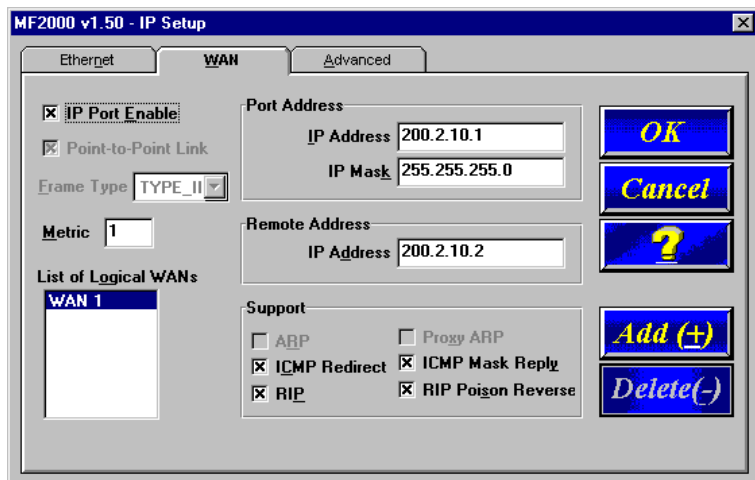 MF2000 v1.50 - IP Setup
Ethernet WAN Advanced
IP Port Enable
Point-to-Point Link
Frame Type TYPE_II
Metric 1
List of Logical WANs
WAN 1
Port Address
IP Address 200.2.10.1
IP Mask 255.255.255.0
Remote Address
IP Address 200.2.10.2
Support
ARP Proxy ARP
ICMP Redirect ICMP Mask Reply
RIP RIP Poison Reverse
OK
Cancel
?
Add (+)
Delete(-)